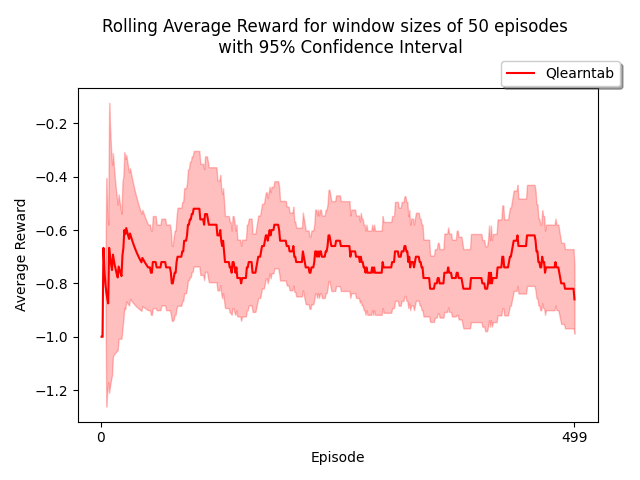 Rolling Average Reward for window sizes of 50 episodes
with 95% Confidence Interval
Qlearntab
−0.2
−0.4
−0.6
−0.8
−1.0
−1.2
Average Reward
0
499
Episode